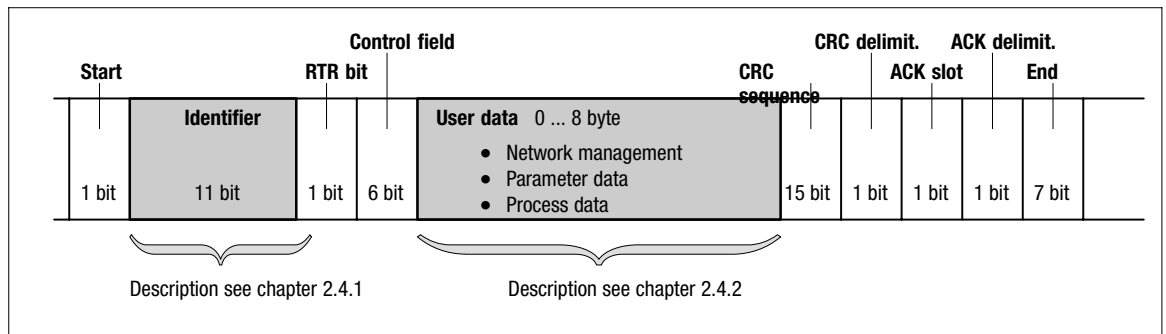 Control field CRC delimit. ACK delimit.
Start RTR bit CRC ACK slot End
sequence
Identifier User data 0 ... 8 byte
● Network management
● Parameter data
● Process data
1 bit 11 bit 1 bit 6 bit 15 bit 1 bit 1 bit 1 bit 7 bit
Description see chapter 2.4.1 Description see chapter 2.4.2